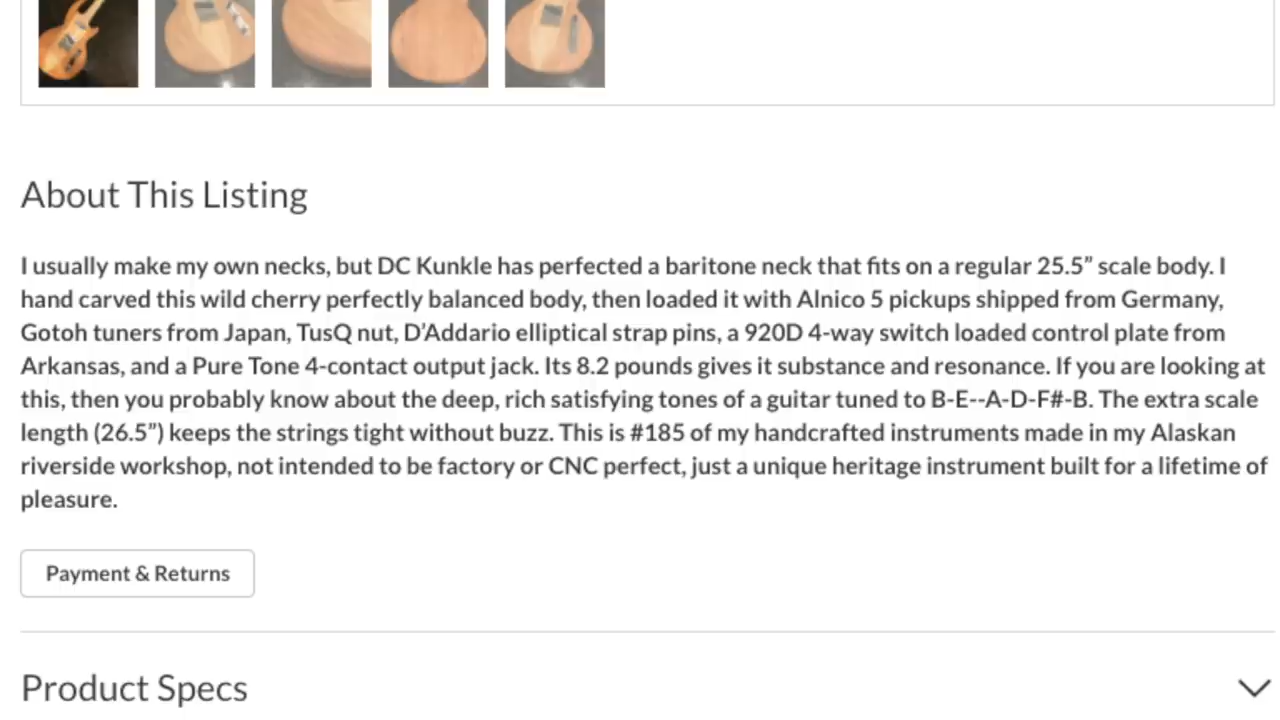 About This Listing
I usually make my own necks, but DC Kunkle has perfected a baritone neck that fits on a regular 25.5” scale body. I
hand carved this wild cherry perfectly balanced body, then loaded it with Alnico 5 pickups shipped from Germany,
Gotoh tuners from Japan, TusQ nut, D’Addario elliptical strap pins, a 920D 4-way switch loaded control plate from
Arkansas, and a Pure Tone 4-contact output jack. Its 8.2 pounds gives it substance and resonance. If you are looking at
this, then you probably know about the deep, rich satisfying tones of a guitar tuned to B-E--A-D-F#-B. The extra scale
length (26.5”) keeps the strings tight without buzz. This is #185 of my handcrafted instruments made in my Alaskan
riverside workshop, not intended to be factory or CNC perfect, just a unique heritage instrument built for a lifetime of
pleasure.
Payment & Returns
Product Specs